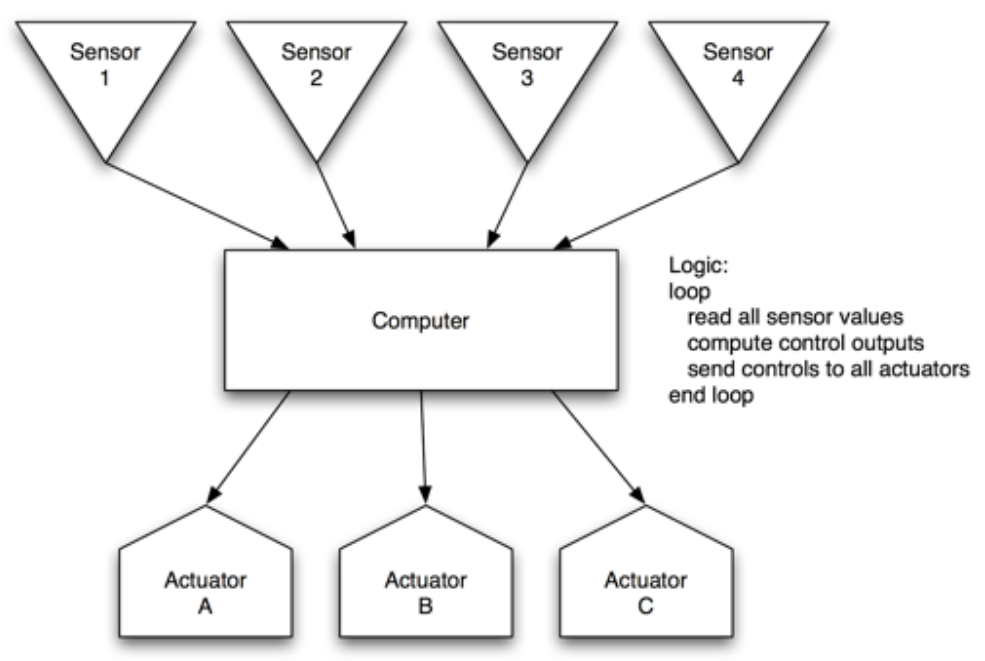 Sensor
1
Sensor
2
Sensor
3
Sensor
4
Computer
Logic:
loop
read all sensor values
compute control outputs
send controls to all actuators
end loop
Actuator
A
Actuator
B
Actuator
C